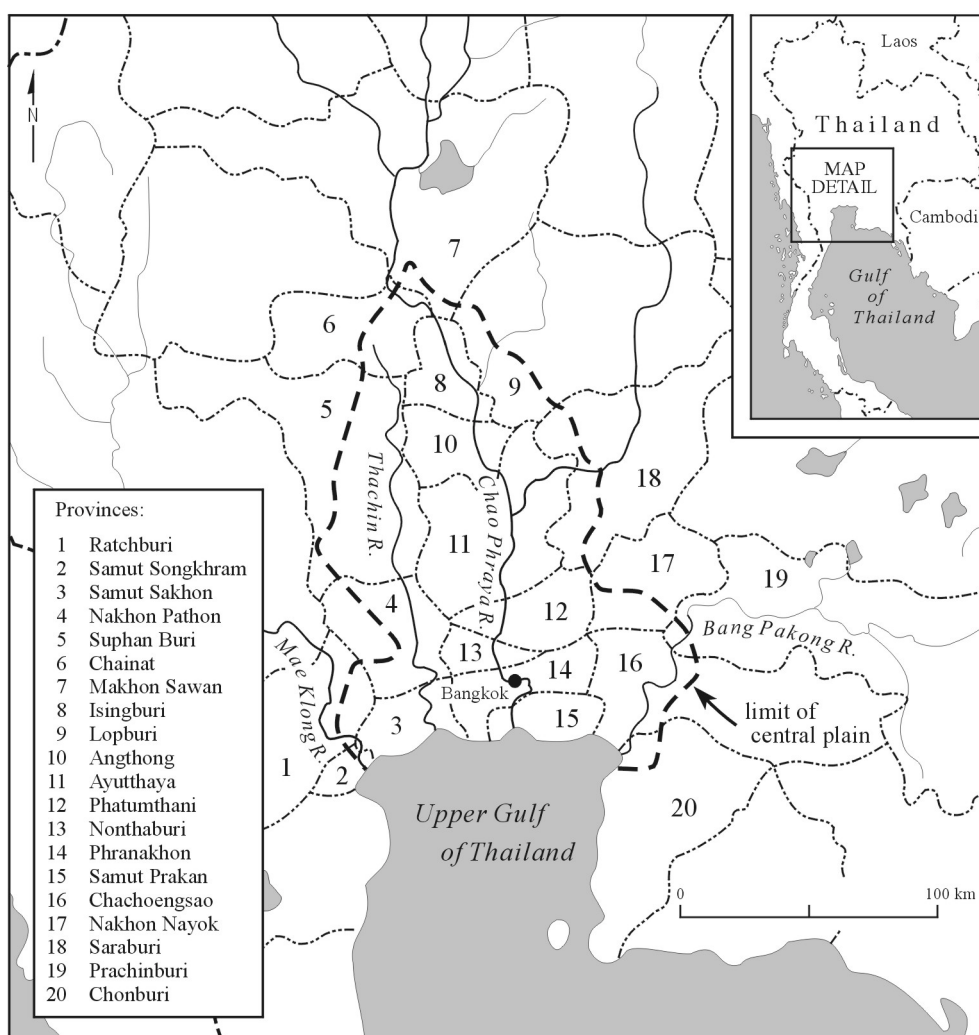 N
Laos
Thailand
MAP
DETAIL
Cambodi
Gulf
of
Thailand
7
6
8
9
5
10
18
Thachin R.
Chao Phraya R.
11
17
19
4
12
Bang Pakong R.
13
14
16
Mae Klong R.
Bangkok
3
15
limit of
central plain
1
2
20
Upper Gulf
of Thailand
0
100 km
Provinces:
1 Ratchburi
2 Samut Songkhram
3 Samut Sakhon
4 Nakhon Pathon
5 Suphan Buri
6 Chainat
7 Makhon Sawan
8 Isingburi
9 Lopburi
10 Angthong
11 Ayutthaya
12 Phatumthani
13 Nonthaburi
14 Phranakhon
15 Samut Prakan
16 Chachoengsao
17 Nakhon Nayok
18 Saraburi
19 Prachinburi
20 Chonburi